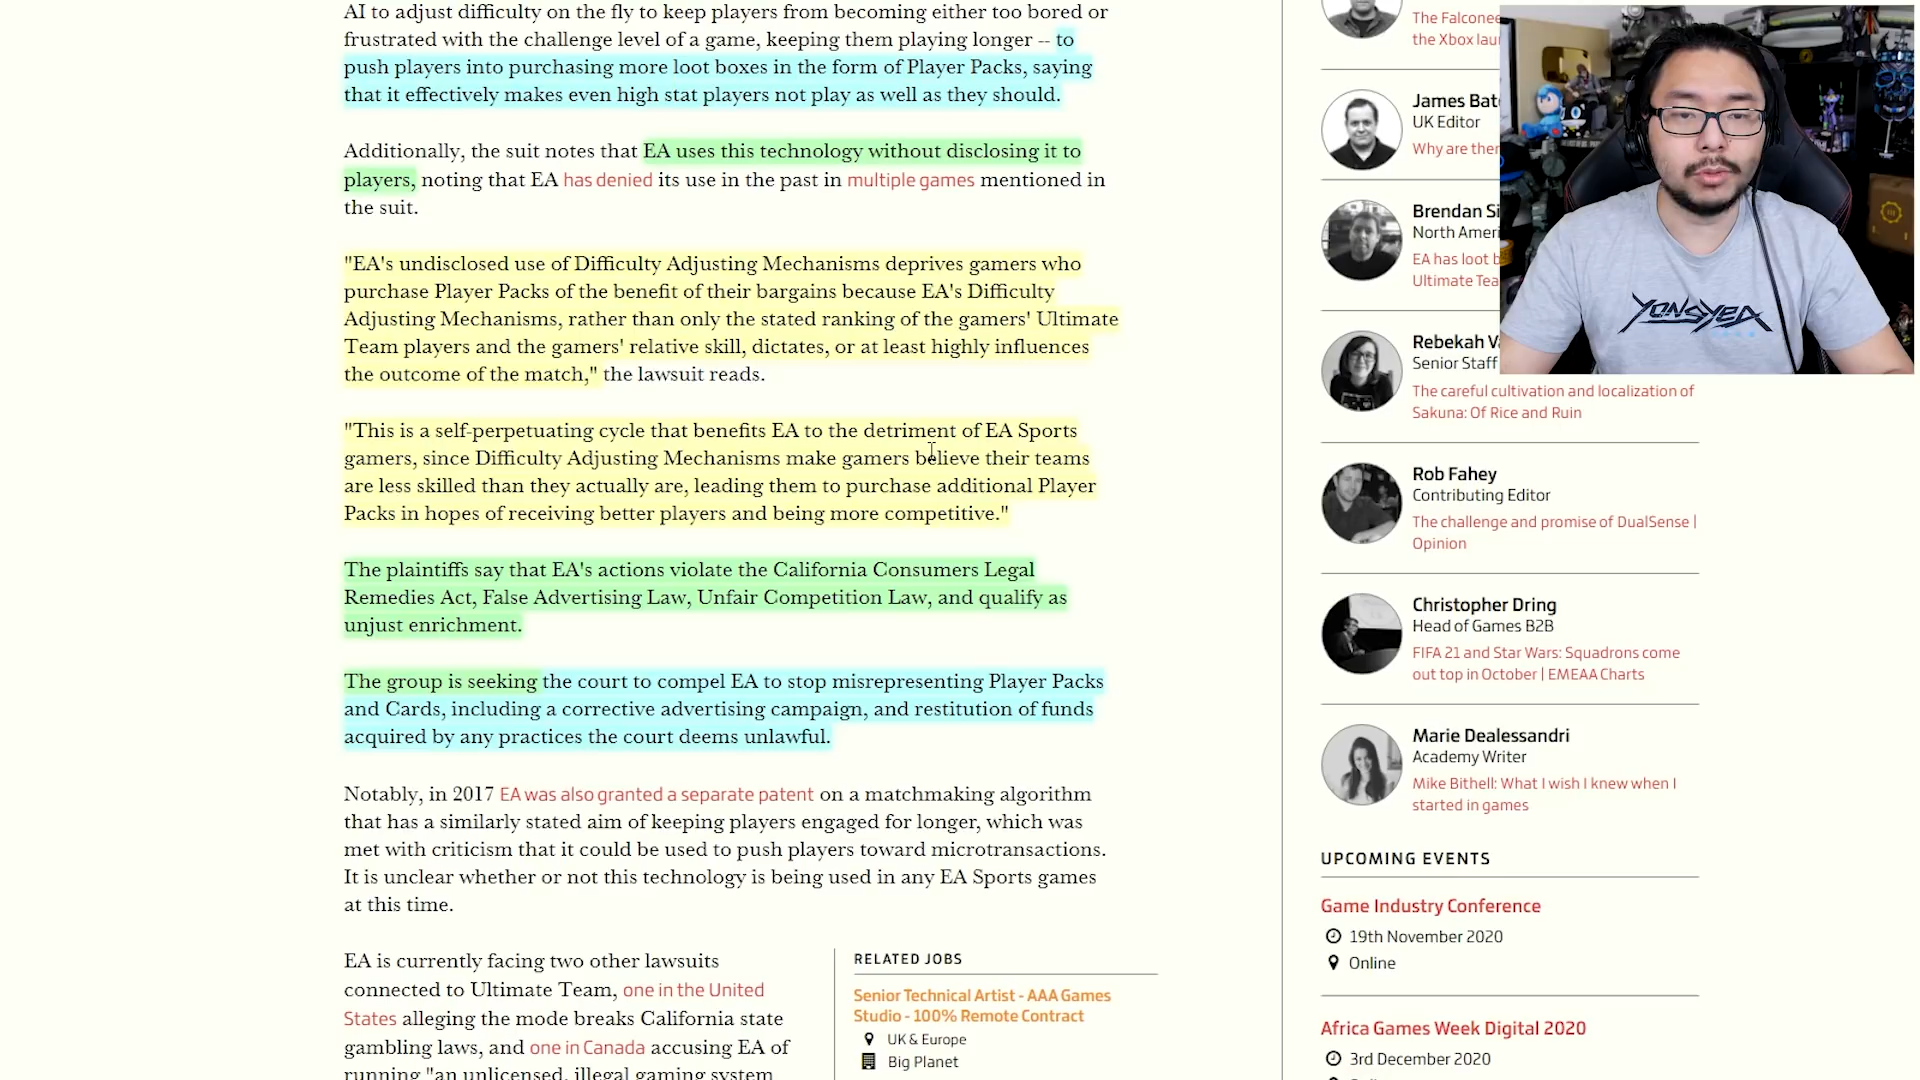 AI to adjust difficulty on the fly to keep players from becoming either too bored or
frustrated with the challenge level of a game, keeping them playing longer -- to
push players into purchasing more loot boxes in the form of Player Packs, saying
that it effectively makes even high stat players not play as well as they should.
Additionally, the suit notes that EA uses this technology without disclosing it to
players, noting that EA has denied its use in the past in multiple games mentioned in
the suit.
"EA's undisclosed use of Difficulty Adjusting Mechanisms deprives gamers who
purchase Player Packs of the benefit of their bargains because EA's Difficulty
Adjusting Mechanisms, rather than only the stated ranking of the gamers' Ultimate
Team players and the gamers' relative skill, dictates, or at least highly influences
the outcome of the match," the lawsuit reads.
"This is a self-perpetuating cycle that benefits EA to the detriment of EA Sports
gamers, since Difficulty Adjusting Mechanisms make gamers believe their teams
are less skilled than they actually are, leading them to purchase additional Player
Packs in hopes of receiving better players and being more competitive."
The plaintiffs say that EA's actions violate the California Consumers Legal
Remedies Act, False Advertising Law, Unfair Competition Law, and qualify as
unjust enrichment.
The group is seeking the court to compel EA to stop misrepresenting Player Packs
and Cards, including a corrective advertising campaign, and restitution of funds
acquired by any practices the court deems unlawful.
Notably, in 2017 EA was also granted a separate patent on a matchmaking algorithm
that has a similarly stated aim of keeping players engaged for longer, which was
met with criticism that it could be used to push players toward microtransactions.
It is unclear whether or not this technology is being used in any EA Sports games
at this time.
EA is currently facing two other lawsuits
connected to Ultimate Team, one in the United
States alleging the mode breaks California state
gambling laws, and one in Canada accusing EA of
running "an unlicensed, illegal gaming system
RELATED JOBS
Senior Technical Artist - AAA Games
Studio - 100% Remote Contract
UK & Europe
Big Planet
The Falconee
the Xbox lau
James Bat
UK Editor
Why are ther
Brendan Si
North Ameri
EA has loot b
Ultimate Tea
Rebekah V
Senior Staff
The careful cultivation and localization of
Sakuna: Of Rice and Ruin
Rob Fahey
Contributing Editor
The challenge and promise of DualSense |
Opinion
Christopher Dring
Head of Games B2B
FIFA 21 and Star Wars: Squadrons come
out top in October | EMEAA Charts
Marie Dealessandri
Academy Writer
Mike Bithell: What I wish I knew when I
started in games
UPCOMING EVENTS
Game Industry Conference
19th November 2020
Online
Africa Games Week Digital 2020
3rd December 2020
YONGYEA